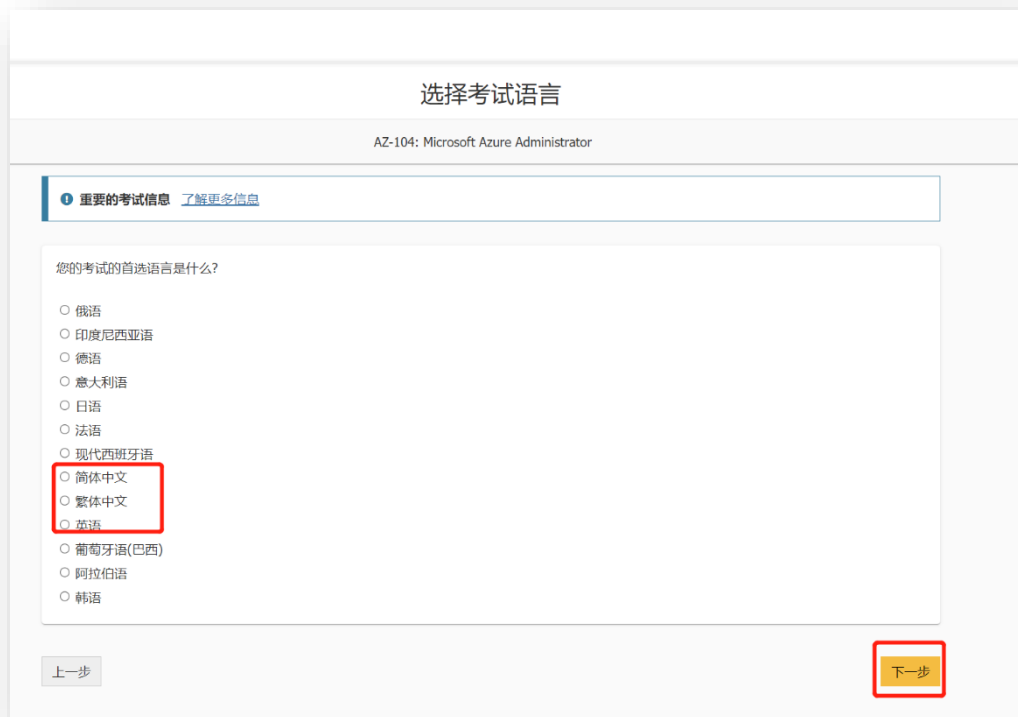 选择考试语言
AZ-104: Microsoft Azure Administrator
重要的考试信息 了解更多信息
您的考试的首选语言是什么?
俄语
印度尼西亚语
德语
意大利语
日语
法语
现代西班牙语
简体中文
繁体中文
英语
葡萄牙语(巴西)
阿拉伯语
韩语
上一步 下一步